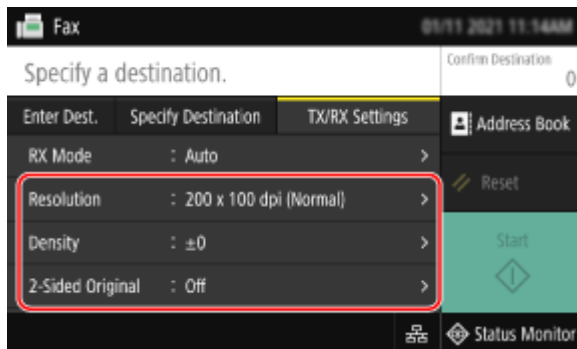 Fax
01/11 2021 11:14AM
Specify a destination.
Confirm Destination
0
Enter Dest.
Specify Destination
TX/RX Settings
Address Book
RX Mode : Auto
Resolution : 200 x 100 dpi (Normal)
Reset
Density : ±0
Start
2-Sided Original : Off
Status Monitor